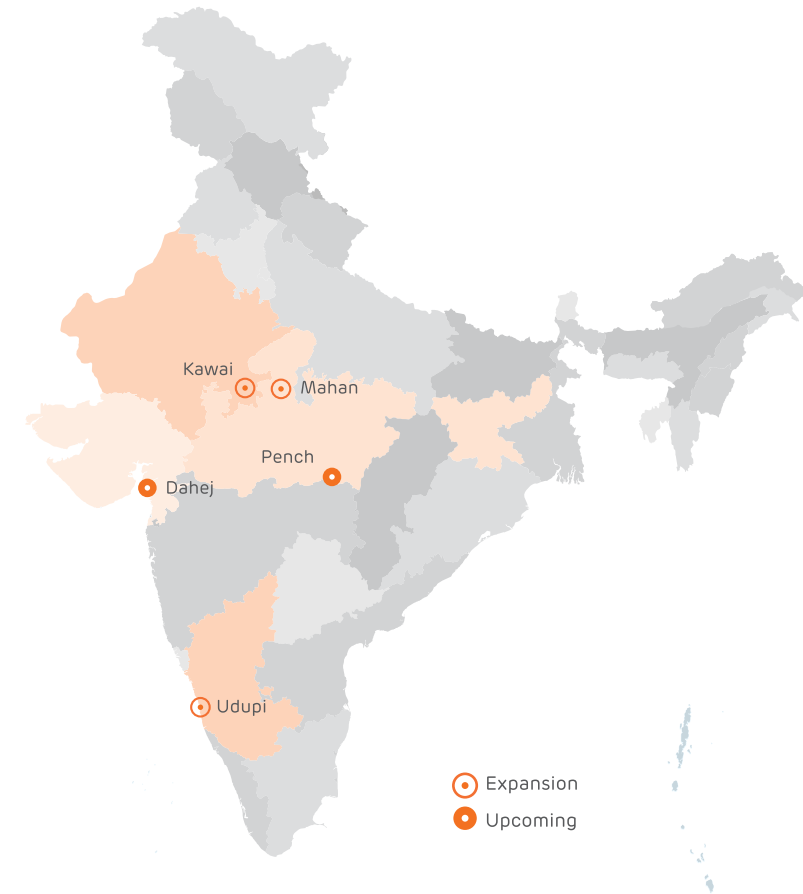 Kawai
Mahan
Pench
Dahej
Udupi
Expansion
Upcoming